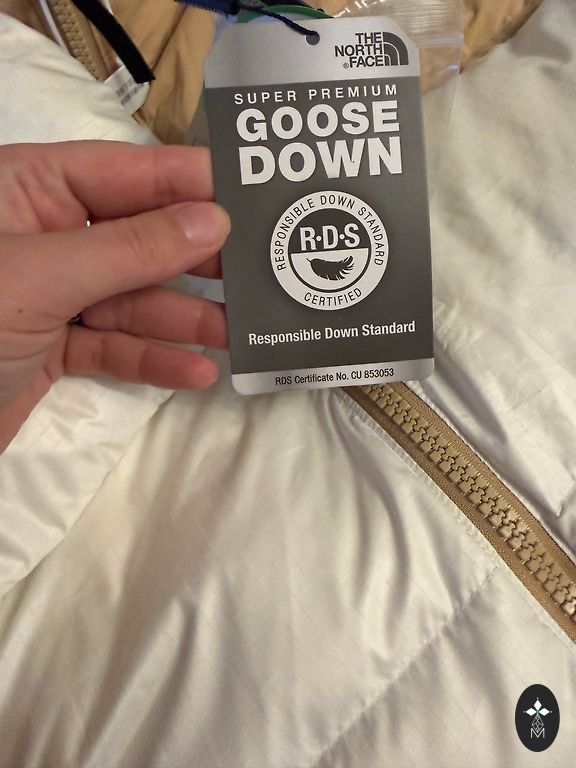 THE
NORTH
FACE
SUPER PREMIUM
GOOSE
DOWN
RESPONSIBLE DOWN STANDARD
R·D·S
CERTIFIED
Responsible Down Standard
RDS Certificate No. CU 853053
M